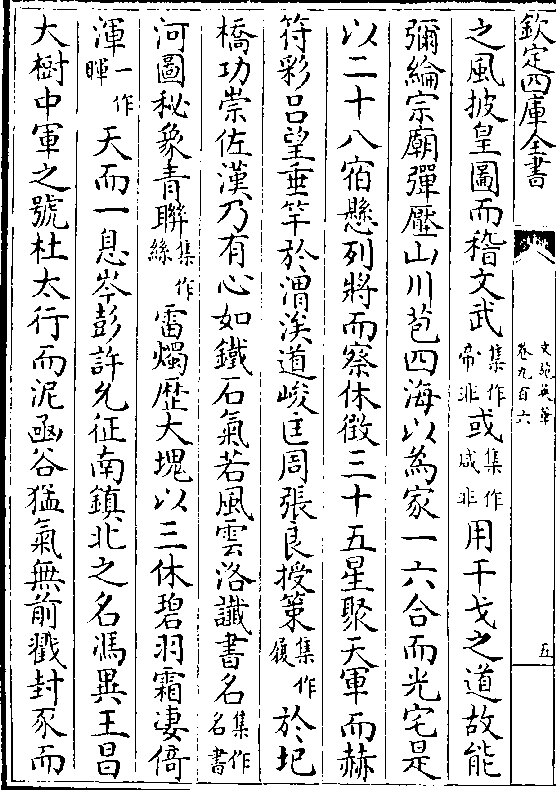 欽定四庫全書
文苑英華
卷九百六
五
之風披皇圖而稽文武集作帝非或集作咸非用干戈之道故能
彌綸宗廟彈壓山川苞四海以為家一六合而光宅是
以二十八宿懸列將而察休徴三十五星聚天軍而赫
符彩吕望垂竿於渭涘道峻匡周張良授策集作履於圯
橋功崇佐漢乃有心如鐵石氣若風雲洛讖書名集作名書
河圖秘象青聯集作絲雷燭歴大塊以三休碧羽霜凄倚
渾一作暉天而一息岑彭許允征南鎮北之名馮異王昌
大樹中軍之號杜太行而泥函谷猛氣無前戮封豕而